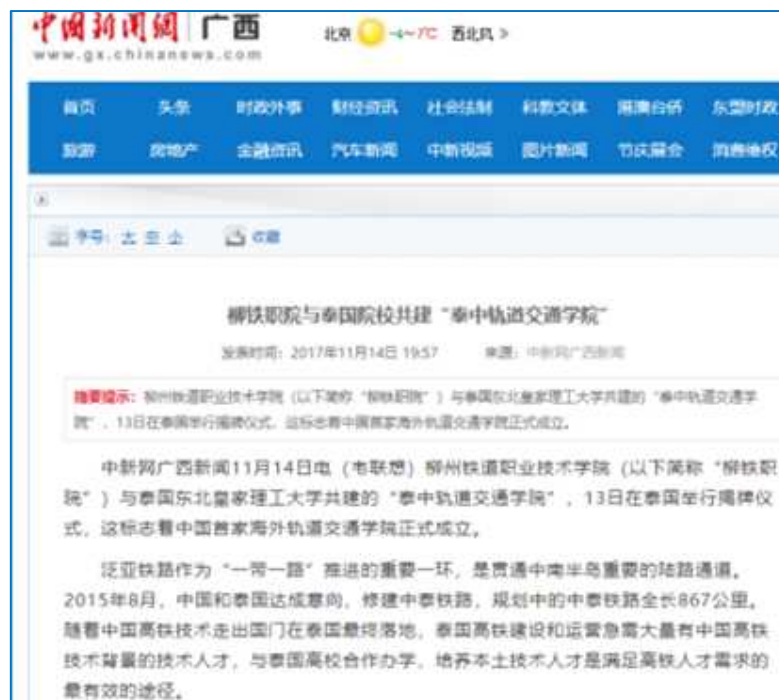 中国新闻网 广西
www.gx.chinanews.com
北京 -4~7℃ 西北风 >
首页 头条 时政外事 财经资讯 社会法制 科教文体 港澳台侨 东盟时政
旅游 房地产 金融资讯 汽车新闻 中新视频 图片新闻 节庆展会 消费维权
字号: 大 中 小 收藏
柳铁职院与泰国院校共建“泰中轨道交通学院”
发表时间: 2017年11月14日 19:57 来源: 中新网广西新闻
摘要提示: 柳州铁道职业技术学院(以下简称“柳铁职院”)与泰国东北皇家理工大学共建的“泰中轨道交通学
院”, 13日在泰国举行揭牌仪式, 这标志着中国首家海外轨道交通学院正式成立。
中新网广西新闻11月14日电 (韦联想) 柳州铁道职业技术学院 (以下简称“柳铁职
院”) 与泰国东北皇家理工大学共建的“泰中轨道交通学院”, 13日在泰国举行揭牌仪
式, 这标志着中国首家海外轨道交通学院正式成立。
泛亚铁路作为“一带一路”推进的重要一环, 是贯通中南半岛重要的陆路通道。
2015年8月, 中国和泰国达成意向, 修建中泰铁路, 规划中的中泰铁路全长867公里。
随着中国高铁技术走出国门在泰国最终落地, 泰国高铁建设和运营急需大量有中国高铁
技术背景的技术人才, 与泰国高校合作办学, 培养本土技术人才是满足高铁人才需求的
最有效的途径。